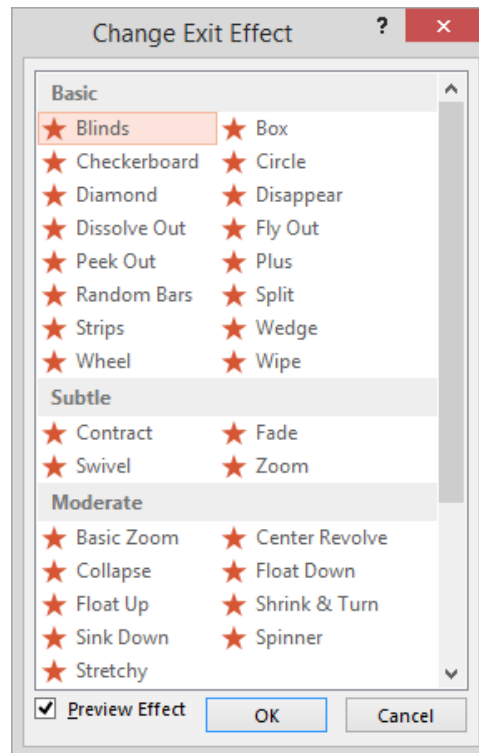 Change Exit Effect ? ×
Basic
Blinds Box
Checkerboard Circle
Diamond Disappear
Dissolve Out Fly Out
Peek Out Plus
Random Bars Split
Strips Wedge
Wheel Wipe
Subtle
Contract Fade
Swivel Zoom
Moderate
Basic Zoom Center Revolve
Collapse Float Down
Float Up Shrink & Turn
Sink Down Spinner
Stretchy
Preview Effect OK Cancel